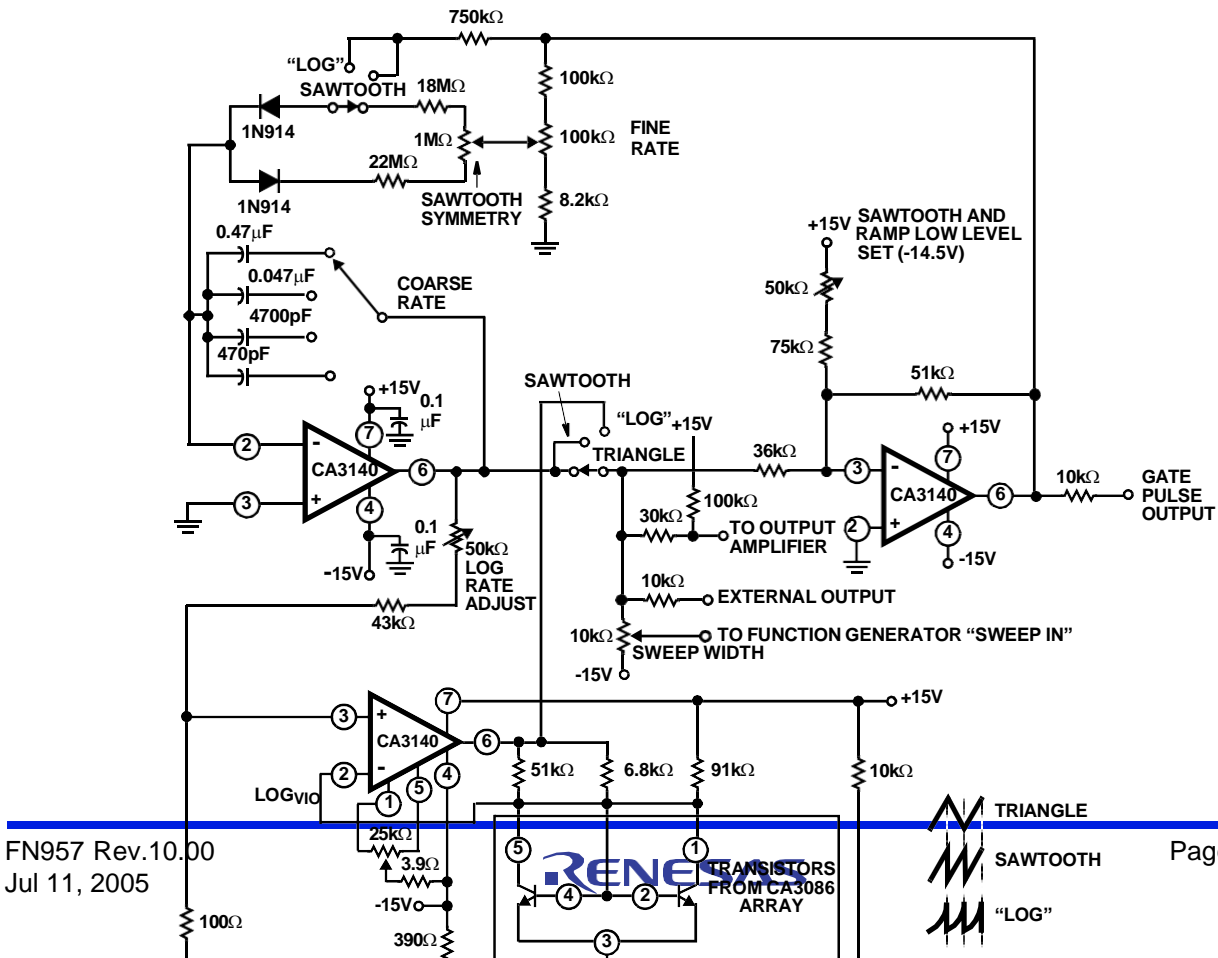 750kΩ
“LOG”
SAWTOOTH
18MΩ
100kΩ
1N914
1MΩ
100kΩ
FINE
RATE
22MΩ
1N914
SAWTOOTH
SYMMETRY
8.2kΩ
0.47μF
0.047μF
4700pF
470pF
COARSE
RATE
+15V
SAWTOOTH AND
RAMP LOW LEVEL
SET (-14.5V)
50kΩ
75kΩ
51kΩ
+15V
0.1
μF
7
2
-
CA3140
6
3
+
4
0.1
μF
-15V
50kΩ
LOG
RATE
ADJUST
43kΩ
SAWTOOTH
“LOG”
+15V
TRIANGLE
36kΩ
100kΩ
30kΩ
TO OUTPUT
AMPLIFIER
10kΩ
EXTERNAL OUTPUT
10kΩ
TO FUNCTION GENERATOR “SWEEP IN”
SWEEP WIDTH
-15V
+15V
7
3
-
CA3140
6
2
+
4
-15V
10kΩ
GATE
PULSE
OUTPUT
7
+15V
3
+
CA3140
6
2
-
4
5
1
LOGVIO
51kΩ
6.8kΩ
91kΩ
10kΩ
25kΩ
3.9Ω
-15V
390Ω
100Ω
5
1
4
2
3
TRANSISTORS
FROM CA3086
ARRAY
TRIANGLE
SAWTOOTH
“LOG”
FN957 Rev.10.00
Jul 11, 2005
RENESAS
Pag